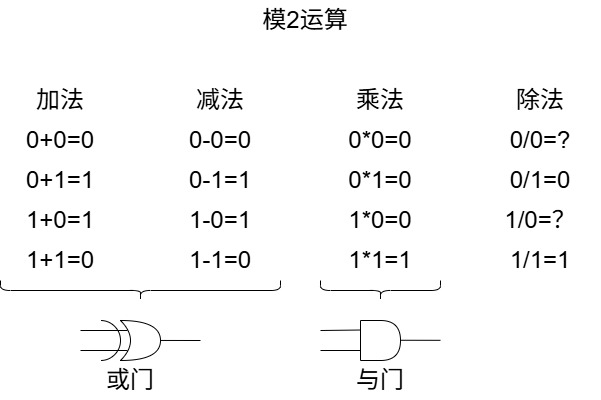 模2运算
加法 减法 乘法 除法
0+0=0 0-0=0 0*0=0 0/0=?
0+1=1 0-1=1 0*1=0 0/1=0
1+0=1 1-0=1 1*0=0 1/0=？
1+1=0 1-1=0 1*1=1 1/1=1
或门 与门